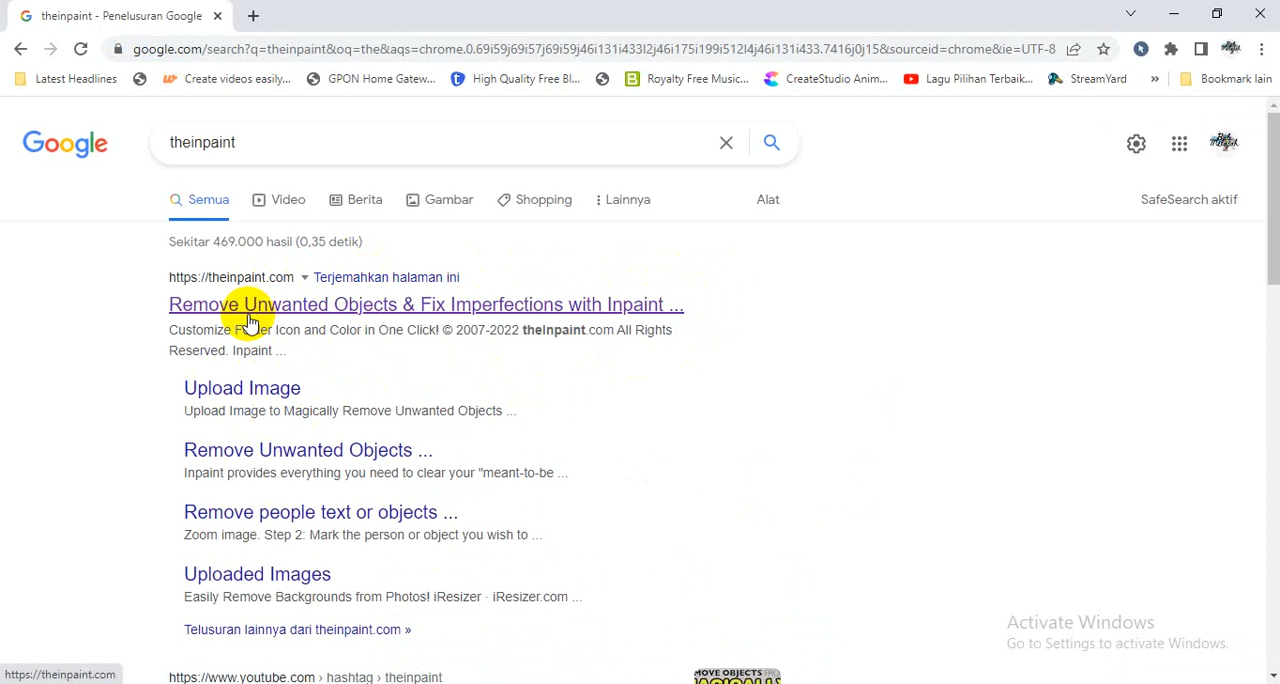 theinpaint - Penelusuran Google
google.com/search?q=theinpaint&oq=the&aqs=chrome.0.69i59j69i57j69i59j46i131i433l2j46i175i199i512l4j46i131i433.7416j0j15&sourceid=chrome&ie=UTF-8
Latest Headlines Create videos easily... GPON Home Gatew... High Quality Free Bl... Royalty Free Music... CreateStudio Anim... Lagu Pilihan Terbaik... StreamYard » Bookmark lain
Google theinpaint
Semua Video Berita Gambar Shopping Lainnya Alat SafeSearch aktif
Sekitar 469.000 hasil (0,35 detik)
https://theinpaint.com Terjemahkan halaman ini
Remove Unwanted Objects & Fix Imperfections with Inpaint ...
Customize Icon and Color in One Click! © 2007-2022 theInpaint.com All Rights
Reserved. Inpaint ...
Upload Image
Upload Image to Magically Remove Unwanted Objects ...
Remove Unwanted Objects ...
Inpaint provides everything you need to clear your "meant-to-be ...
Remove people text or objects ...
Zoom image. Step 2: Mark the person or object you wish to ...
Uploaded Images
Easily Remove Backgrounds from Photos! iResizer · iResizer.com ...
Telusuran lainnya dari theinpaint.com »
Activate Windows
Go to Settings to activate Windows.
https://theinpaint.com
https://www.youtube.com › hashtag › theinpaint
MOVE OBJECTS